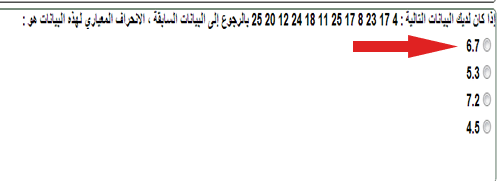 إذا كان لديك البيانات التالية : 4 17 23 8 17 25 11 18 24 12 20 25 بالرجوع إلى البيانات السابقة ، الانحراف المعياري لهذه البيانات هو :
6.7
5.3
7.2
4.5